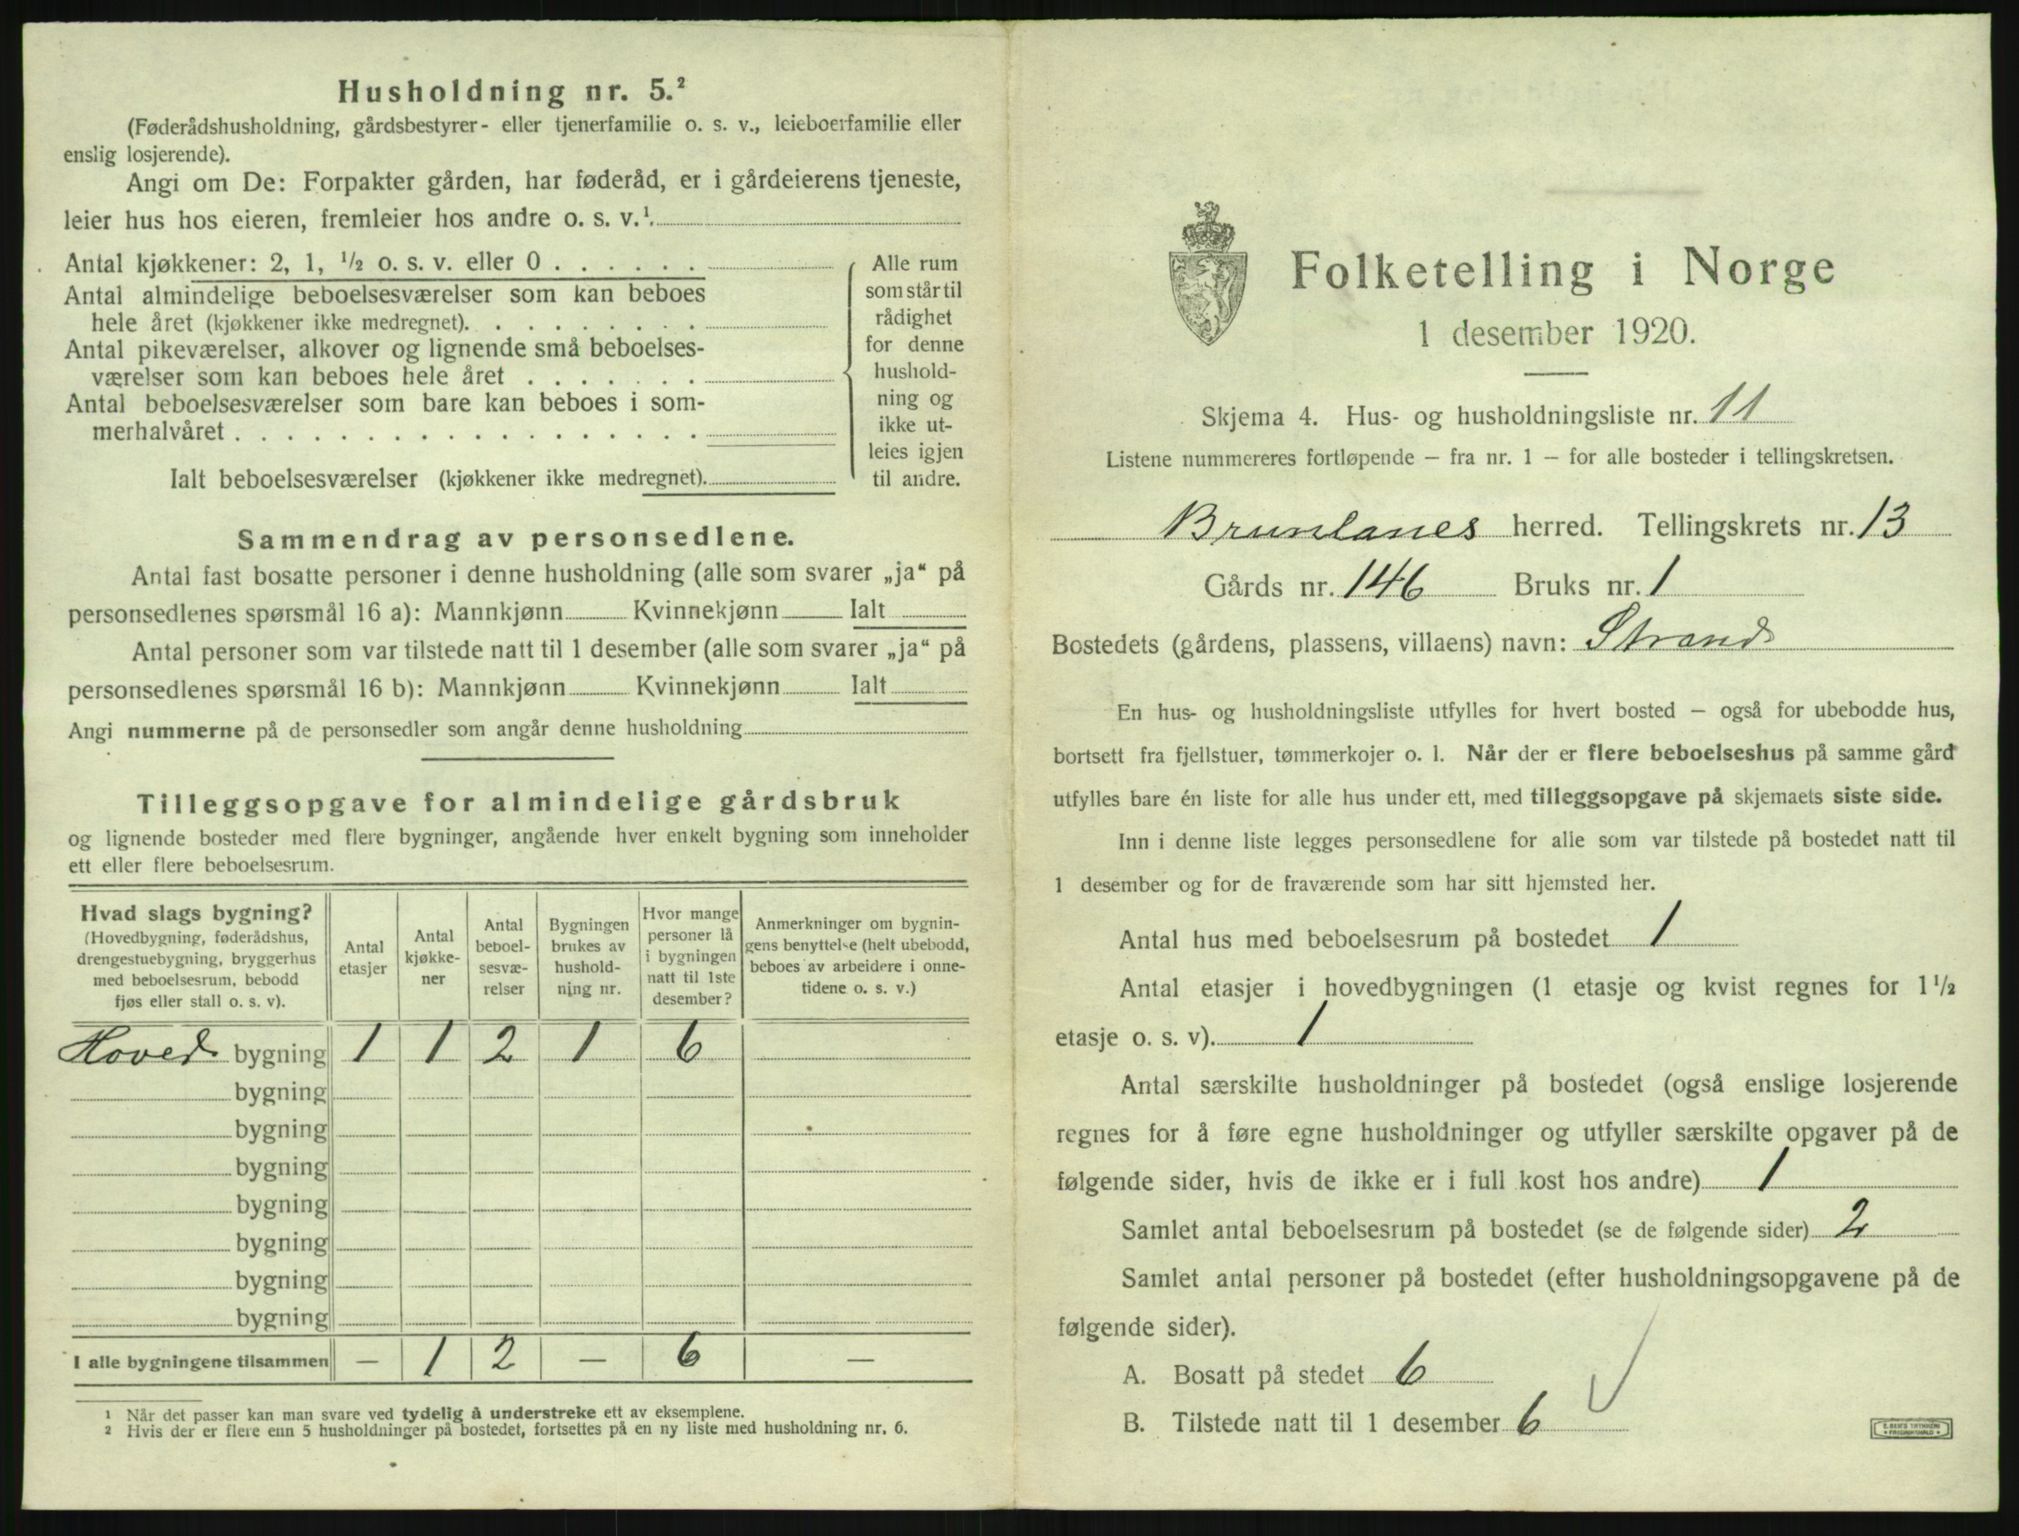 Husholdning nr. 5.²
(Føderådshusholdning, gårdsbestyrer- eller tjenerfamilie o. s. v., leieboerfamilie eller
enslig losjerende).
Angi om De: Forpakter gården, har føderåd, er i gårdeierens tjeneste,
leier hus hos eieren, fremleier hos andre o. s. v.¹
Antal kjøkkener: 2, 1, ½ o. s. v. eller 0 . . . . . .
Antal almindelige beboelsesværelser som kan beboes
hele året (kjøkkener ikke medregnet). . . . . . . . .
Antal pikeværelser, alkover og lignende små beboelses-
værelser som kan beboes hele året . . . . . . .
Antal beboelsesværelser som bare kan beboes i som-
merhalvåret . . . . . . . . . . . . . . . . . .
Ialt beboelsesværelser (kjøkkener ikke medregnet).
Alle rum
som står til
rådighet
for denne
hushold-
ning og
ikke ut-
leies igjen
til andre.
Sammendrag av personsedlene.
Antal fast bosatte personer i denne husholdning (alle som svarer „ja“ på
personsedlenes spørsmål 16 a): Mannkjønn Kvinnekjønn Ialt
Antal personer som var tilstede natt til 1 desember (alle som svarer „ja“ på
personsedlenes spørsmål 16 b): Mannkjønn Kvinnekjønn Ialt
Angi nummerne på de personsedler som angår denne husholdning
Tilleggsopgave for almindelige gårdsbruk
og lignende bosteder med flere bygninger, angående hver enkelt bygning som inneholder
ett eller flere beboelsesrum.
Hvad slags bygning?
(Hovedbygning, føderådshus,
drengestuebygning, bryggerhus
med beboelsesrum, bebodd
fjøs eller stall o. s. v).
Antal
etasjer
Antal
kjøkke-
ner
Antal
beboel-
sesvæ-
relser
Bygningen
brukes av
hushold-
ning nr.
Hvor mange
personer lå
i bygningen
natt til 1ste
desember?
Anmerkninger om bygnin-
gens benyttelse (helt ubebodd,
beboes av arbeidere i onne-
tidene o. s. v.)
Hoved bygning 1 1 2 1 6
bygning
bygning
bygning
bygning
bygning
bygning
bygning
I alle bygningene tilsammen — 1 2 — 6 —
¹ Når det passer kan man svare ved tydelig å understreke ett av eksemplene.
² Hvis der er flere enn 5 husholdninger på bostedet, fortsettes på en ny liste med husholdning nr. 6.
Folketelling i Norge
1 desember 1920.
Skjema 4. Hus- og husholdningsliste nr. 11
Listene nummereres fortløpende – fra nr. 1 – for alle bosteder i tellingskretsen.
Brunlanes herred. Tellingskrets nr. 13
Gårds nr. 146 Bruks nr. 1
Bostedets (gårdens, plassens, villaens) navn: Strand
En hus- og husholdningsliste utfylles for hvert bosted – også for ubebodde hus,
bortsett fra fjellstuer, tømmerkojer o. l. Når der er flere beboelseshus på samme gård
utfylles bare én liste for alle hus under ett, med tilleggsopgave på skjemaets siste side.
Inn i denne liste legges personsedlene for alle som var tilstede på bostedet natt til
1 desember og for de fraværende som har sitt hjemsted her.
Antal hus med beboelsesrum på bostedet 1
Antal etasjer i hovedbygningen (1 etasje og kvist regnes for 1½
etasje o. s. v). 1
Antal særskilte husholdninger på bostedet (også enslige losjerende
regnes for å føre egne husholdninger og utfyller særskilte opgaver på de
følgende sider, hvis de ikke er i full kost hos andre) 1
Samlet antal beboelsesrum på bostedet (se de følgende sider) 2
Samlet antal personer på bostedet (efter husholdningsopgavene på de
følgende sider).
A. Bosatt på stedet 6
B. Tilstede natt til 1 desember 6